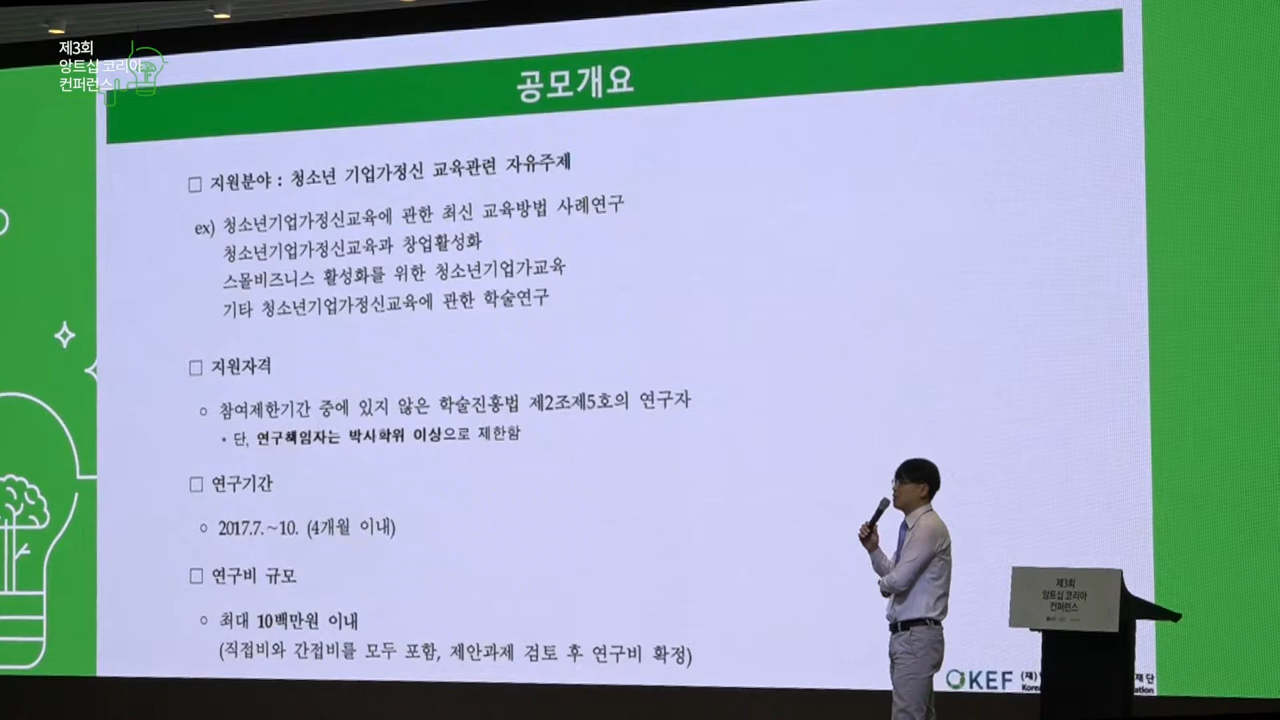 제3회
앙트십 코리아
컨퍼런스
공모개요
□ 지원분야 : 청소년 기업가정신 교육관련 자유주제
ex) 청소년기업가정신교육에 관한 최신 교육방법 사례연구
청소년기업가정신교육과 창업활성화
스몰비즈니스 활성화를 위한 청소년기업가교육
기타 청소년기업가정신교육에 관한 학술연구
□ 지원자격
○ 참여제한기간 중에 있지 않은 학술진흥법 제2조제5호의 연구자
* 단, 연구책임자는 박사학위 이상으로 제한함
□ 연구기간
○ 2017.7.~10. (4개월 이내)
□ 연구비 규모
○ 최대 10백만원 이내
(직접비와 간접비를 모두 포함, 제안과제 검토 후 연구비 확정)
제3회
앙트십 코리아
컨퍼런스
KEF (재) 재단